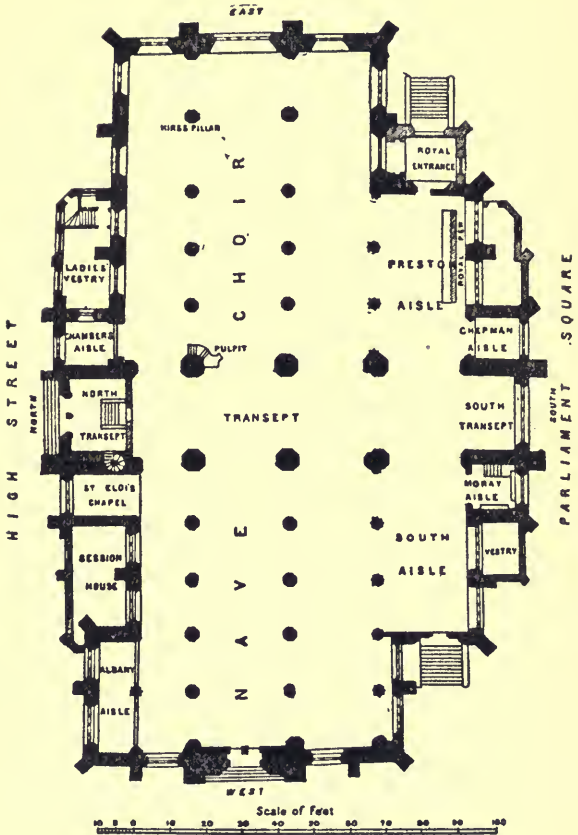 EAST
KINGS PILLAR
ROYAL
ENTRANCE
CHOIR
ROYAL PEW
PRESTON
AISLE
LADIES'
VESTRY
CHAMBERS
AISLE
CHEPMAN
AISLE
PULPIT
HIGH STREET
NORTH
NORTH
TRANSEPT
TRANSEPT
SOUTH
TRANSEPT
SOUTH
PARLIAMENT SQUARE
ST ELOI'S
CHAPEL
MORAY
AISLE
SESSION
HOUSE
NAVE
SOUTH
AISLE
VESTRY
ALBANY
AISLE
WEST
Scale of Feet
10 5 0 10 20 30 40 50 60 70 80 90 100